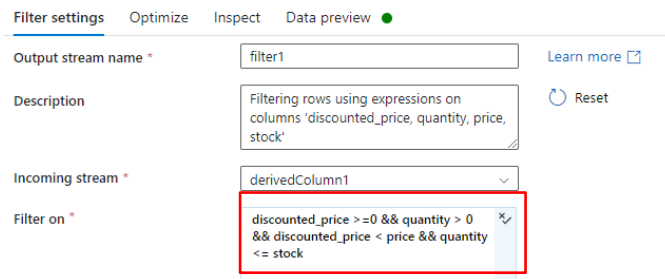 Filter settings Optimize Inspect Data preview
Output stream name * filter1 Learn more
Description Filtering rows using expressions on Reset
columns 'discounted_price, quantity, price,
stock'
Incoming stream * derivedColumn1
Filter on * discounted_price >=0 && quantity > 0
&& discounted_price < price && quantity
<= stock